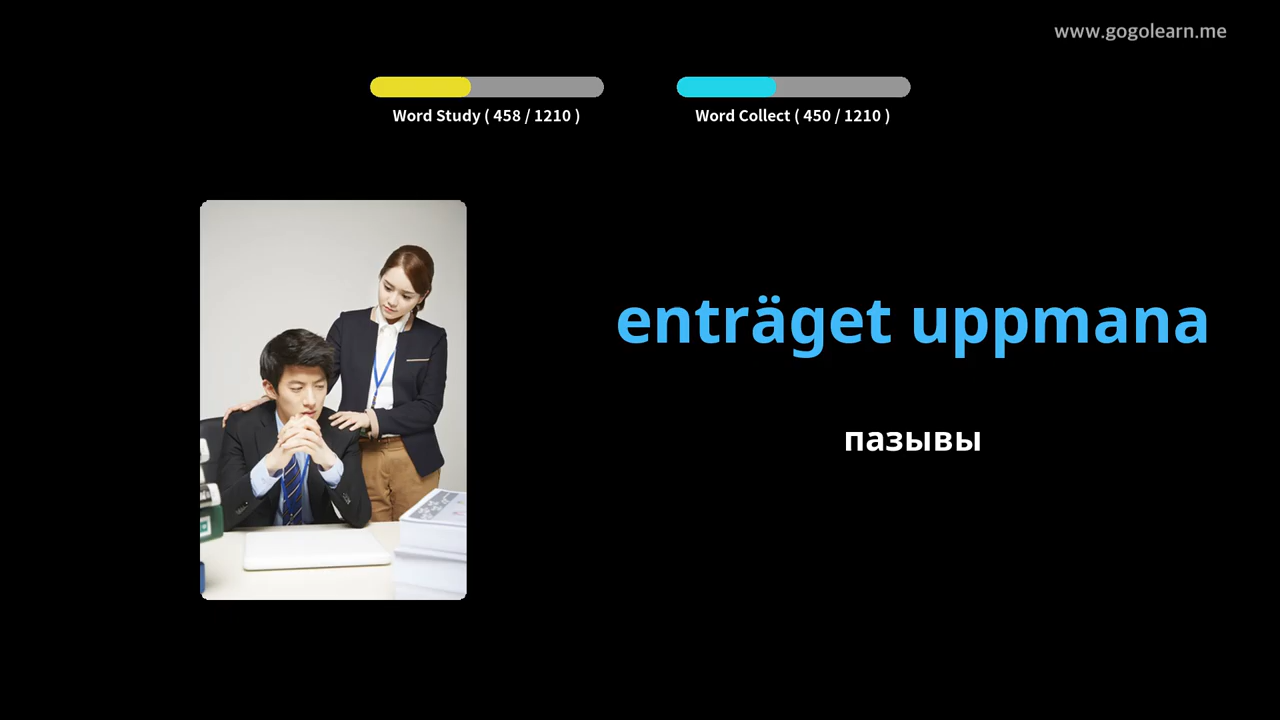 www.gogolearn.me
Word Study ( 458 / 1210 )
Word Collect ( 450 / 1210 )
enträget uppmana
пазывы